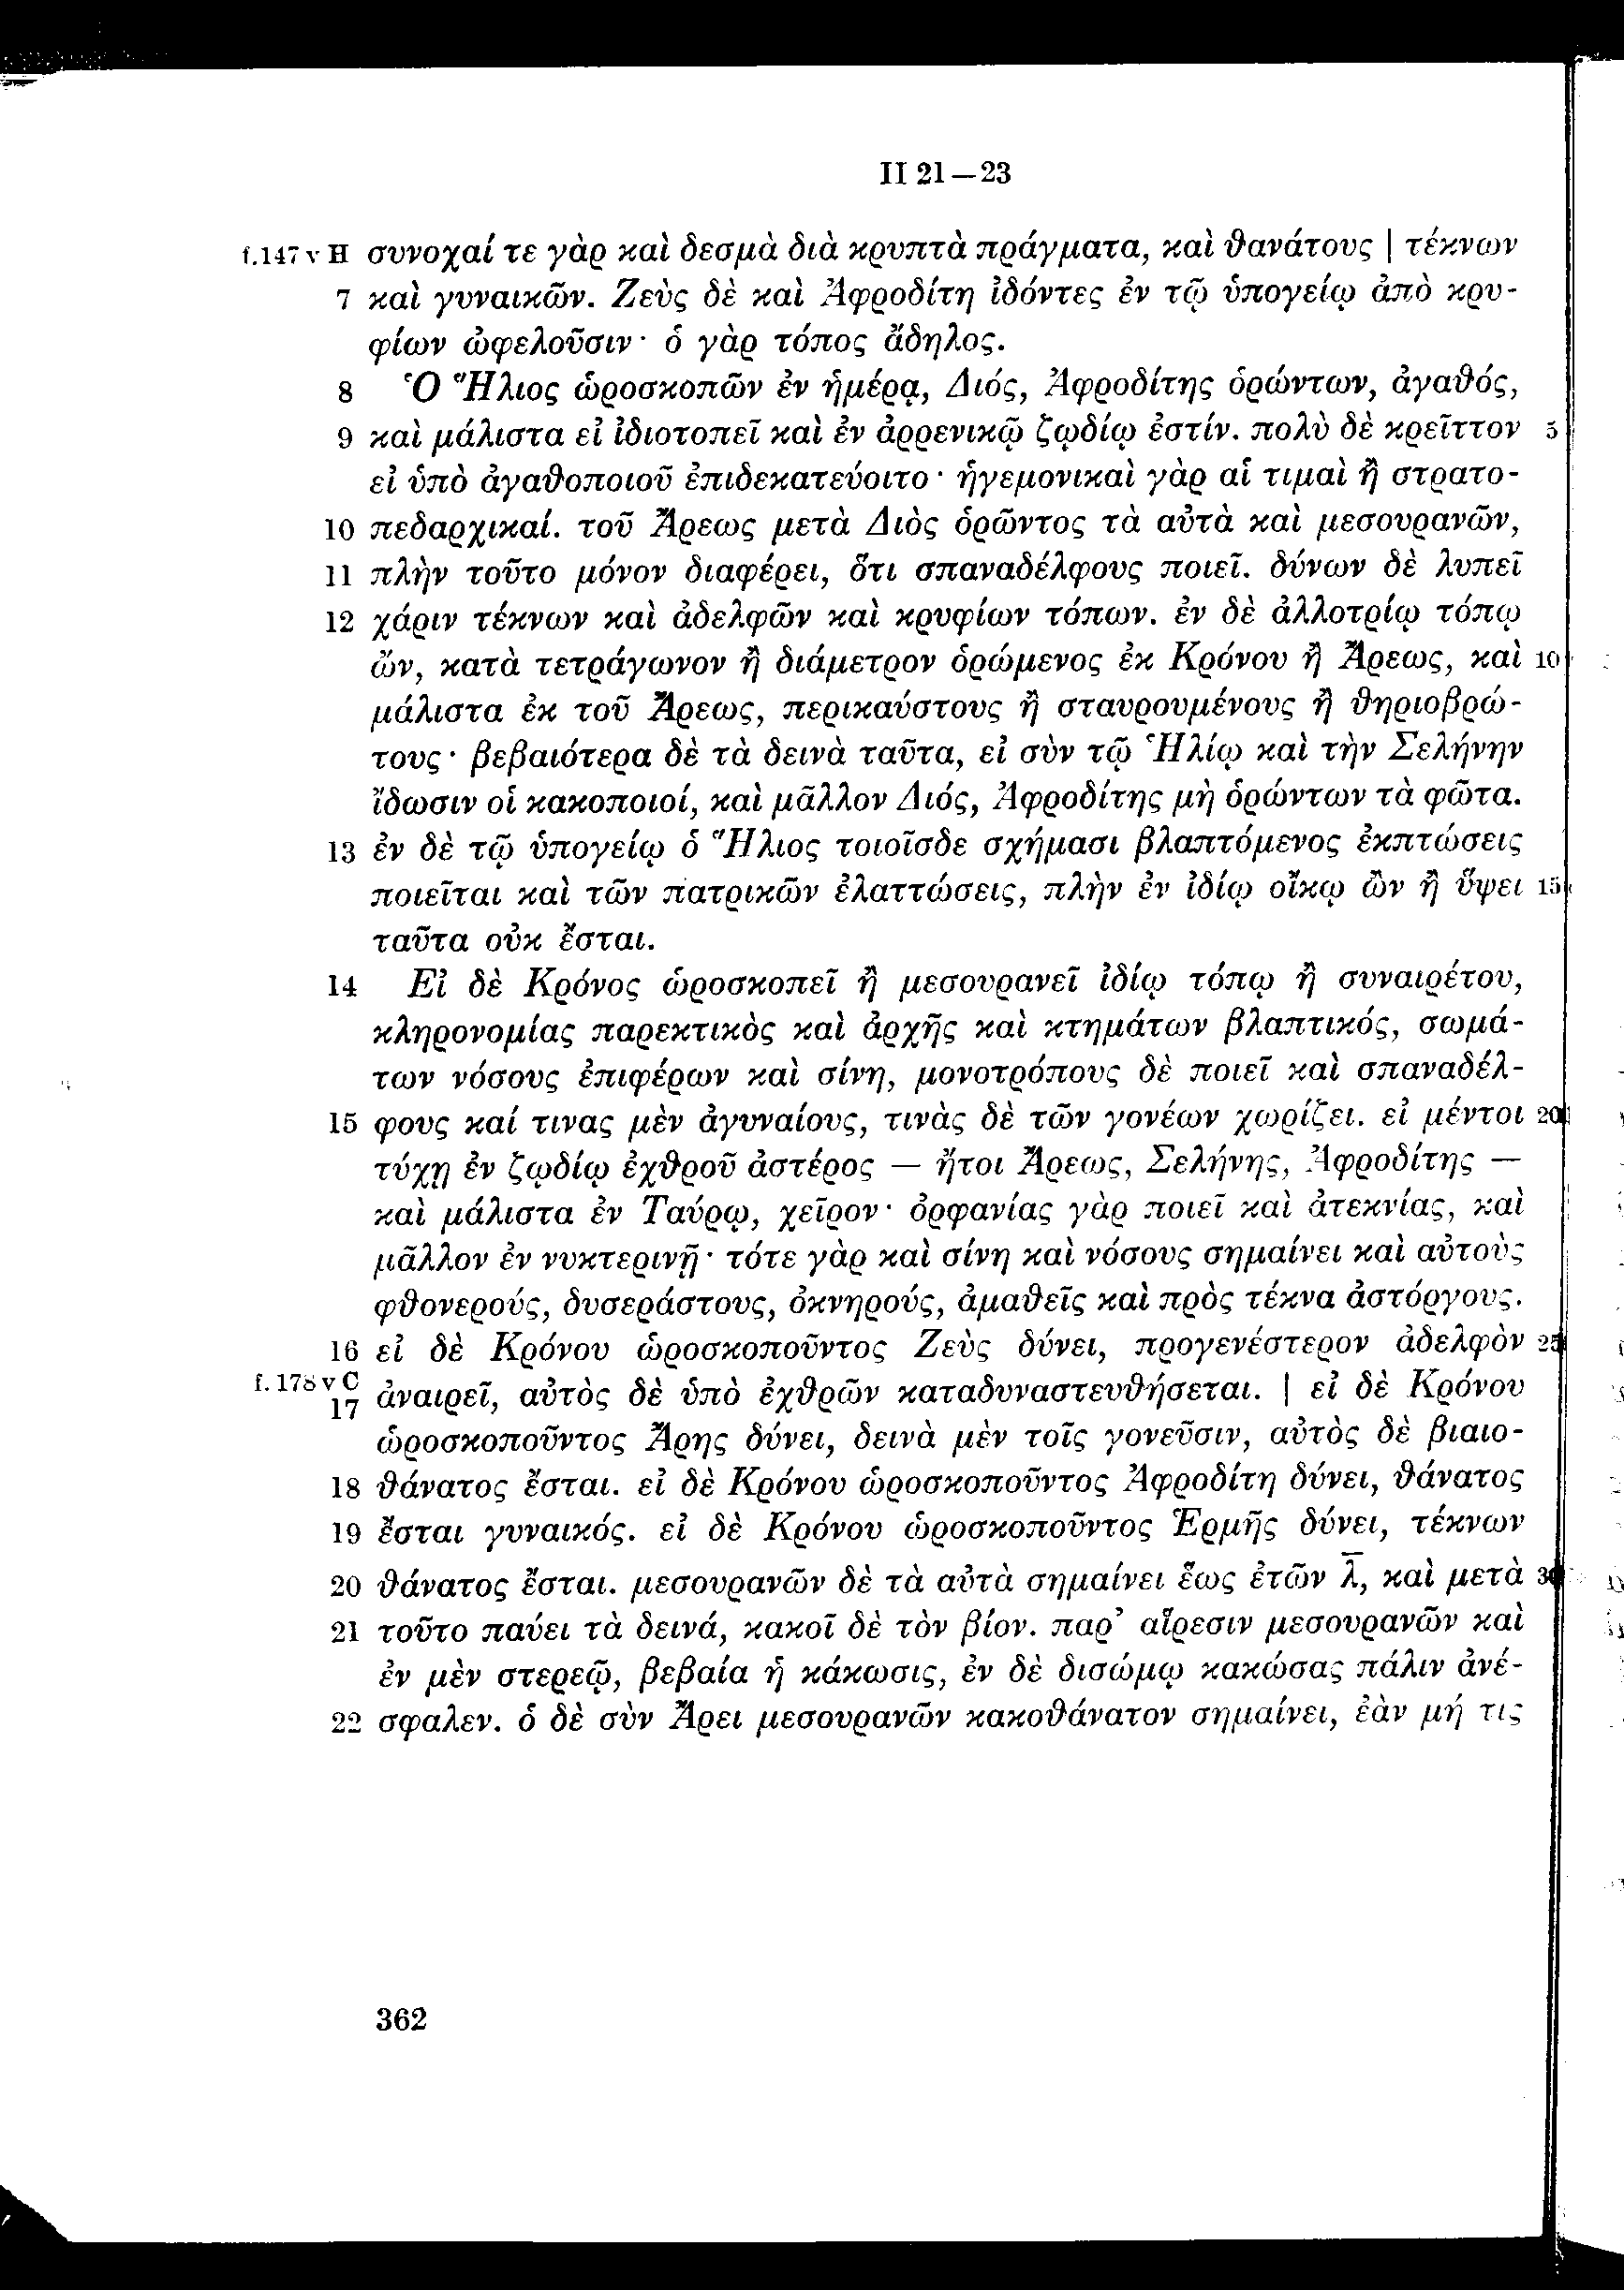 II 21—23
f.147 v H συνοχαί τε γὰρ καὶ δεσμὰ διὰ κρυπτὰ πράγματα, καὶ θανάτους | τέκνων
7 καὶ γυναικῶν. Ζεὺς δὲ καὶ Ἀφροδίτη ἰδόντες ἐν τῷ ὑπογείῳ ἀπὸ κρυ-
φίων ὠφελοῦσιν· ὁ γὰρ τόπος ἄδηλος.
8 Ὁ Ἥλιος ὡροσκοπῶν ἐν ἡμέρᾳ, Διός, Ἀφροδίτης ὁρώντων, ἀγαθός,
9 καὶ μάλιστα εἰ ἰδιοτοπεῖ καὶ ἐν ἀρρενικῷ ζῳδίῳ ἐστίν. πολὺ δὲ κρεῖττον 5
εἰ ὑπὸ ἀγαθοποιοῦ ἐπιδεκατεύοιτο· ἡγεμονικαὶ γὰρ αἱ τιμαὶ ἢ στρατο-
10 πεδαρχικαί. τοῦ Ἄρεως μετὰ Διὸς ὁρῶντος τὰ αὐτὰ καὶ μεσουρανῶν,
11 πλὴν τοῦτο μόνον διαφέρει, ὅτι σπαναδέλφους ποιεῖ. δύνων δὲ λυπεῖ
12 χάριν τέκνων καὶ ἀδελφῶν καὶ κρυφίων τόπων. ἐν δὲ ἀλλοτρίῳ τόπῳ
ὤν, κατὰ τετράγωνον ἢ διάμετρον ὁρώμενος ἐκ Κρόνου ἢ Ἄρεως, καὶ 10
μάλιστα ἐκ τοῦ Ἄρεως, περικαύστους ἢ σταυρουμένους ἢ θηριοβρώ-
τους· βεβαιότερα δὲ τὰ δεινὰ ταῦτα, εἰ σὺν τῷ Ἡλίῳ καὶ τὴν Σελήνην
ἴδωσιν οἱ κακοποιοί, καὶ μᾶλλον Διός, Ἀφροδίτης μὴ ὁρώντων τὰ φῶτα.
13 ἐν δὲ τῷ ὑπογείῳ ὁ Ἥλιος τοιοῖσδε σχήμασι βλαπτόμενος ἐκπτώσεις
ποιεῖται καὶ τῶν πατρικῶν ἐλαττώσεις, πλὴν ἐν ἰδίῳ οἴκῳ ὢν ἢ ὕψει 15
ταῦτα οὐκ ἔσται.
14 Εἰ δὲ Κρόνος ὡροσκοπεῖ ἢ μεσουρανεῖ ἰδίῳ τόπῳ ἢ συναιρέτου,
κληρονομίας παρεκτικὸς καὶ ἀρχῆς καὶ κτημάτων βλαπτικός, σωμά-
των νόσους ἐπιφέρων καὶ σίνη, μονοτρόπους δὲ ποιεῖ καὶ σπαναδέλ-
15 φους καί τινας μὲν ἀγυναίους, τινὰς δὲ τῶν γονέων χωρίζει. εἰ μέντοι 20
τύχῃ ἐν ζῳδίῳ ἐχθροῦ ἀστέρος — ἤτοι Ἄρεως, Σελήνης, Ἀφροδίτης —
καὶ μάλιστα ἐν Ταύρῳ, χεῖρον· ὀρφανίας γὰρ ποιεῖ καὶ ἀτεκνίας, καὶ
μᾶλλον ἐν νυκτερινῇ· τότε γὰρ καὶ σίνη καὶ νόσους σημαίνει καὶ αὐτοὺς
φθονερούς, δυσεράστους, ὀκνηρούς, ἀμαθεῖς καὶ πρὸς τέκνα ἀστόργους.
16 εἰ δὲ Κρόνου ὡροσκοποῦντος Ζεὺς δύνει, προγενέστερον ἀδελφὸν 25
f. 178 v C
17 ἀναιρεῖ, αὐτὸς δὲ ὑπὸ ἐχθρῶν καταδυναστευθήσεται. | εἰ δὲ Κρόνου
ὡροσκοποῦντος Ἄρης δύνει, δεινὰ μὲν τοῖς γονεῦσιν, αὐτὸς δὲ βιαιο-
18 θάνατος ἔσται. εἰ δὲ Κρόνου ὡροσκοποῦντος Ἀφροδίτη δύνει, θάνατος
19 ἔσται γυναικός. εἰ δὲ Κρόνου ὡροσκοποῦντος Ἑρμῆς δύνει, τέκνων
20 θάνατος ἔσται. μεσουρανῶν δὲ τὰ αὐτὰ σημαίνει ἕως ἐτῶν λ̅, καὶ μετὰ 30
21 τοῦτο παύει τὰ δεινά, κακοῖ δὲ τὸν βίον. παρ’ αἵρεσιν μεσουρανῶν καὶ
ἐν μὲν στερεῷ, βεβαία ἡ κάκωσις, ἐν δὲ δισώμῳ κακώσας πάλιν ἀνέ-
22 σφαλεν. ὁ δὲ σὺν Ἄρει μεσουρανῶν κακοθάνατον σημαίνει, ἐὰν μή τις
362